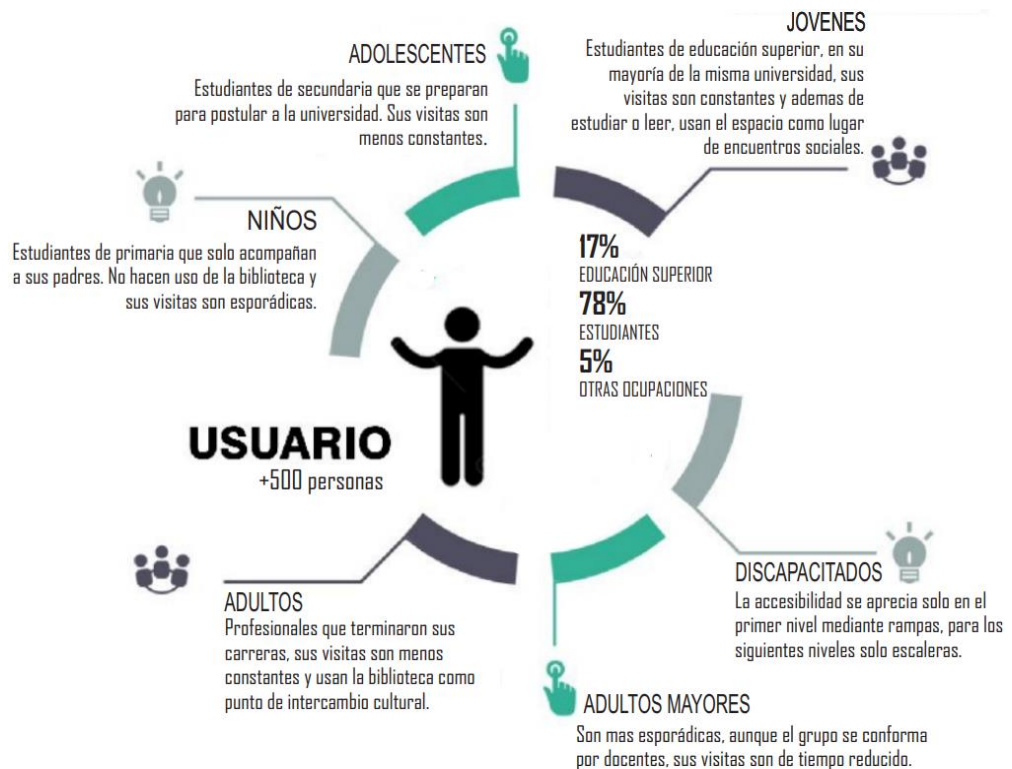 ADOLESCENTES
Estudiantes de secundaria que se preparan
para postular a la universidad. Sus visitas son
menos constantes.
JOVENES
Estudiantes de educación superior, en su
mayoría de la misma universidad, sus
visitas son constantes y ademas de
estudiar o leer, usan el espacio como lugar
de encuentros sociales.
NIÑOS
Estudiantes de primaria que solo acompañan
a sus padres. No hacen uso de la biblioteca y
sus visitas son esporádicas.
17%
EDUCACIÓN SUPERIOR
78%
ESTUDIANTES
5%
OTRAS OCUPACIONES
USUARIO
+500 personas
ADULTOS
Profesionales que terminaron sus
carreras, sus visitas son menos
constantes y usan la biblioteca como
punto de intercambio cultural.
DISCAPACITADOS
La accesibilidad se aprecia solo en el
primer nivel mediante rampas, para los
siguientes niveles solo escaleras.
ADULTOS MAYORES
Son mas esporádicas, aunque el grupo se conforma
por docentes, sus visitas son de tiempo reducido.